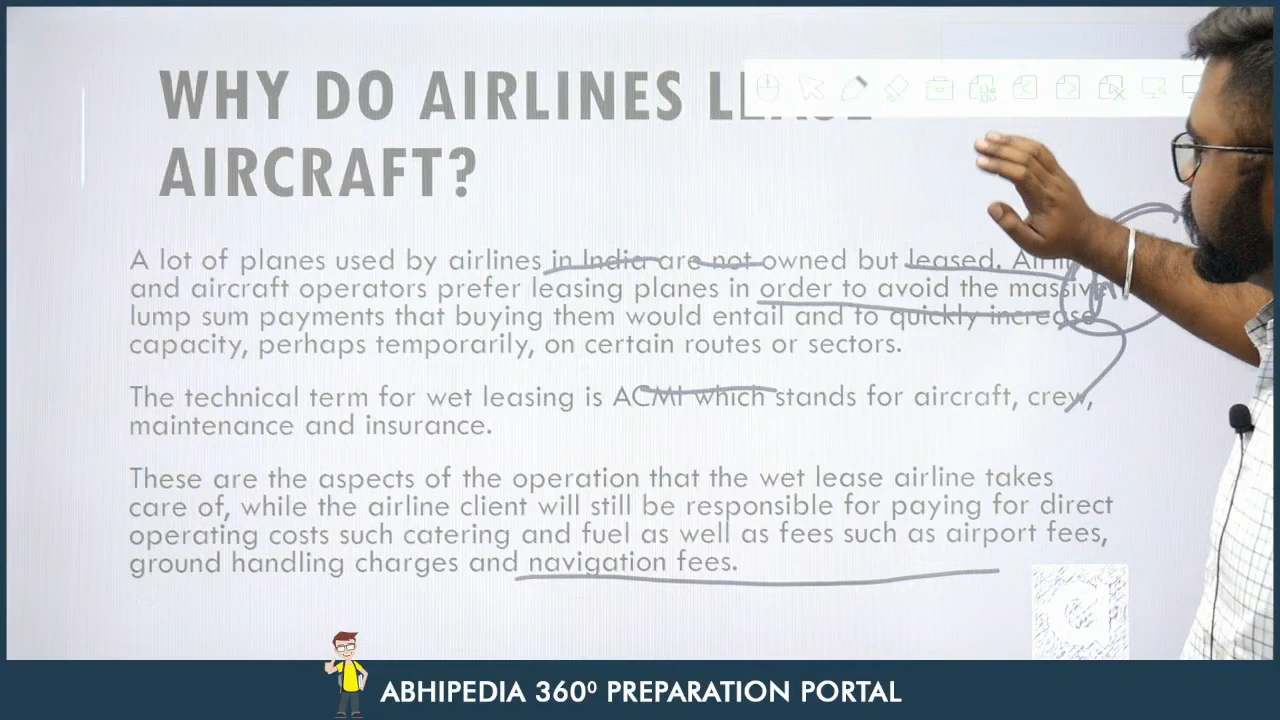 WHY DO AIRLINES LEASE
AIRCRAFT?
A lot of planes used by airlines in India are not owned but leased.
and aircraft operators prefer leasing planes in order to avoid the massive
lump sum payments that buying them would entail and to quickly increase
capacity, perhaps temporarily, on certain routes or sectors.
The technical term for wet leasing is ACMI which stands for aircraft, crew,
maintenance and insurance.
These are the aspects of the operation that the wet lease airline takes
care of, while the airline client will still be responsible for paying for direct
operating costs such catering and fuel as well as fees such as airport fees,
ground handling charges and navigation fees.
ABHIPEDIA 360⁰ PREPARATION PORTAL